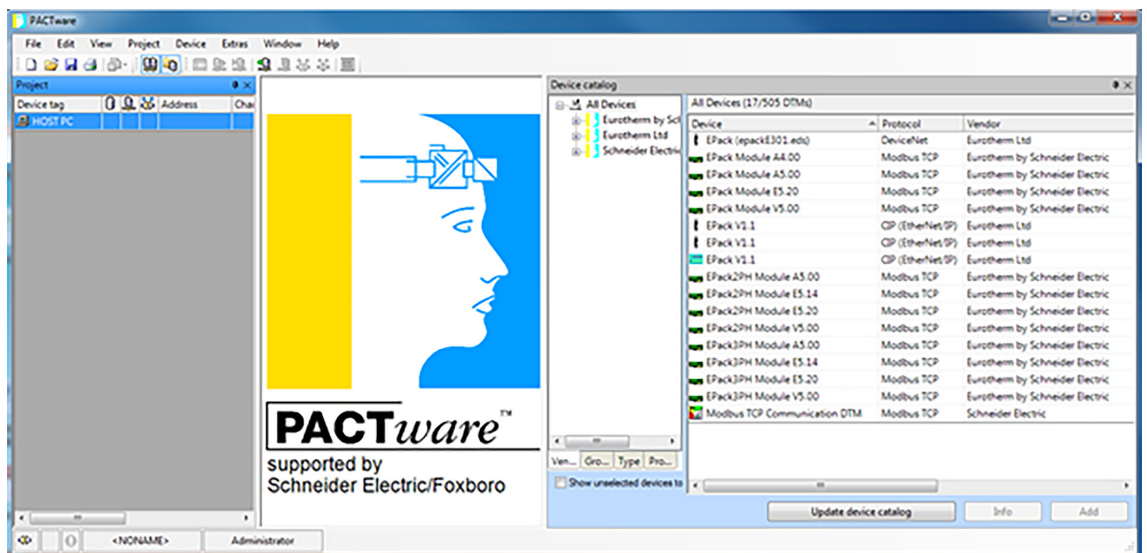 PACTware
File Edit View Project Device Extras Window Help
Project
Device tag Address Cha
HOST PC
PACTware™
supported by
Schneider Electric/Foxboro
Device catalog
All Devices
Eurotherm by Scl
Eurotherm Ltd
Schneider Electric
All Devices (17/505 DTMs)
Device Protocol Vendor
EPack (epackE301.eds) DeviceNet Eurotherm Ltd
EPack Module A4.00 Modbus TCP Eurotherm by Schneider Electric
EPack Module A5.00 Modbus TCP Eurotherm by Schneider Electric
EPack Module E5.20 Modbus TCP Eurotherm by Schneider Electric
EPack Module V5.00 Modbus TCP Eurotherm by Schneider Electric
EPack V1.1 CIP (EtherNet/IP) Eurotherm Ltd
EPack V1.1 CIP (EtherNet/IP) Eurotherm Ltd
EPack V1.1 CIP (EtherNet/IP) Eurotherm Ltd
EPack2PH Module A5.00 Modbus TCP Eurotherm by Schneider Electric
EPack2PH Module E5.14 Modbus TCP Eurotherm by Schneider Electric
EPack2PH Module E5.20 Modbus TCP Eurotherm by Schneider Electric
EPack2PH Module V5.00 Modbus TCP Eurotherm by Schneider Electric
EPack3PH Module A5.00 Modbus TCP Eurotherm by Schneider Electric
EPack3PH Module E5.14 Modbus TCP Eurotherm by Schneider Electric
EPack3PH Module E5.20 Modbus TCP Eurotherm by Schneider Electric
EPack3PH Module V5.00 Modbus TCP Eurotherm by Schneider Electric
Modbus TCP Communication DTM Modbus TCP Schneider Electric
Ven... Gro... Type Pro...
Show unselected devices to
Update device catalog Info Add
<NONAME> Administrator